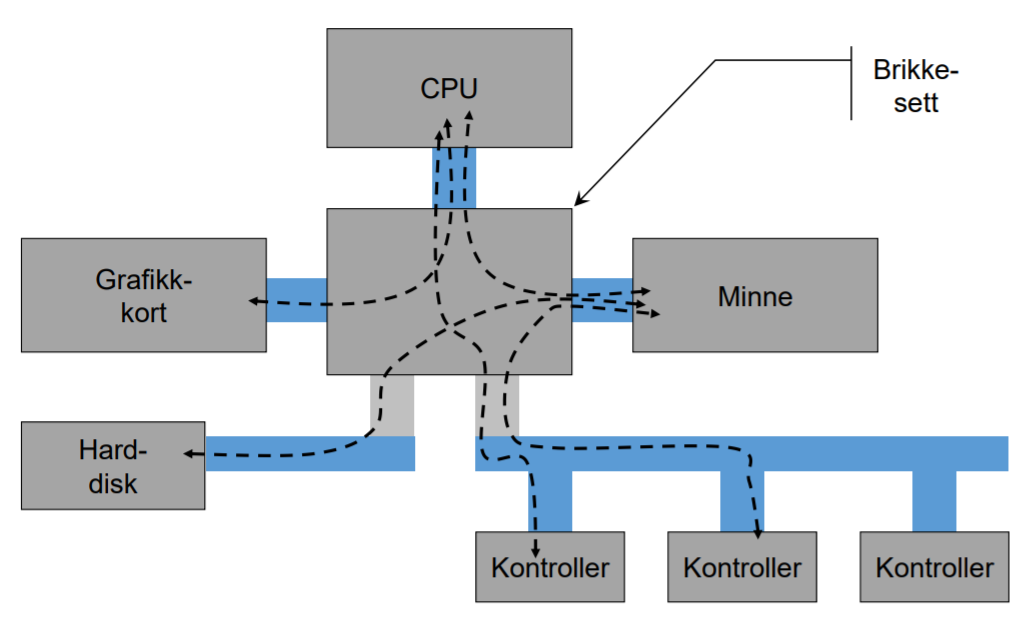 CPU
Brikke-
sett
Grafikk-
kort
Minne
Hard-
disk
Kontroller
Kontroller
Kontroller